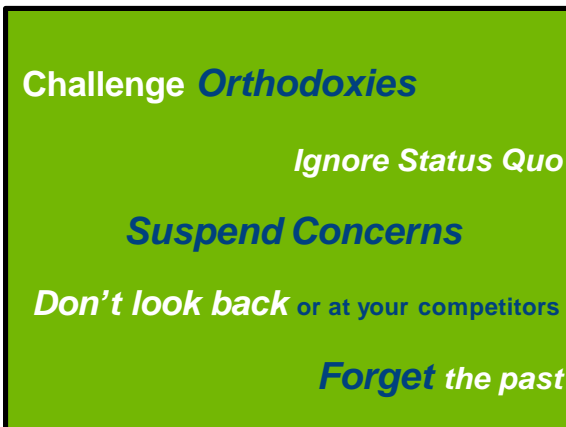 Challenge Orthodoxies
Ignore Status Quo
Suspend Concerns
Don’t look back or at your competitors
Forget the past